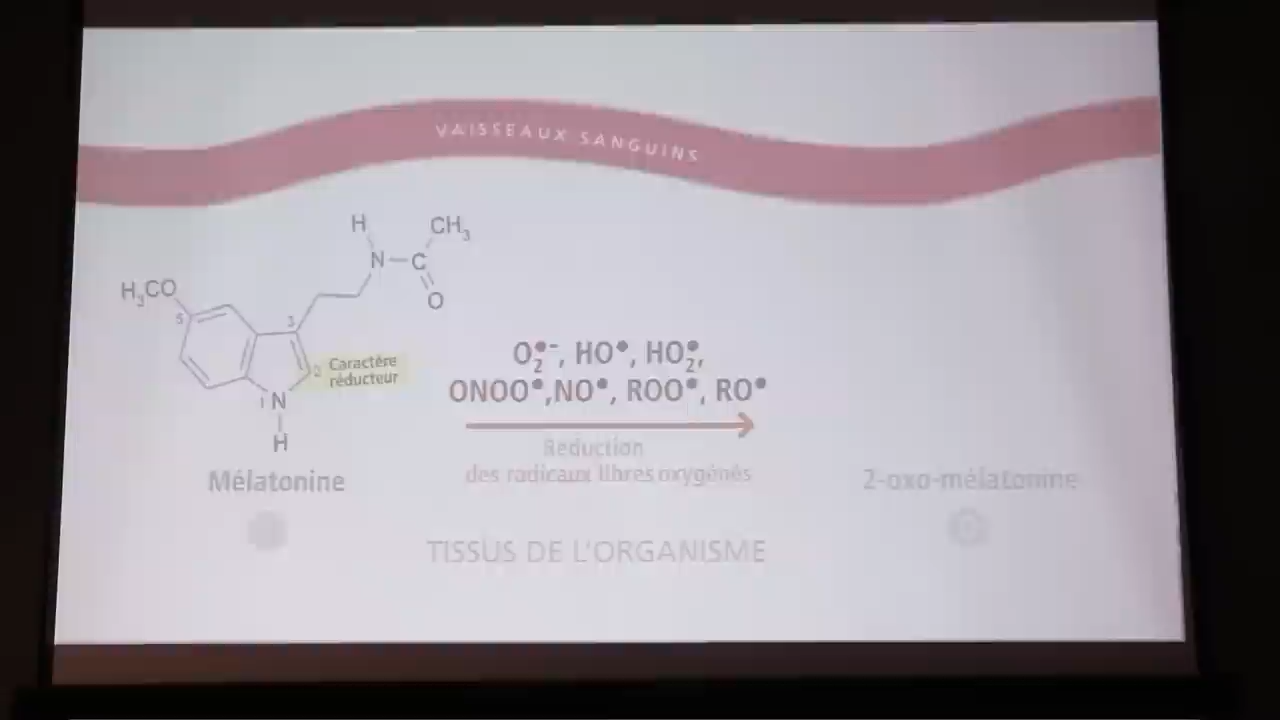 VAISSEAUX SANGUINS
H
CH3
N
C
O
H3CO
5
3
2
Caractère
réducteur
1
N
H
O2•-, HO•, HO2•,
ONOO•,NO•, ROO•, RO•
Réduction
des radicaux libres oxygénés
Mélatonine
2-oxo-mélatonine
TISSUS DE L'ORGANISME